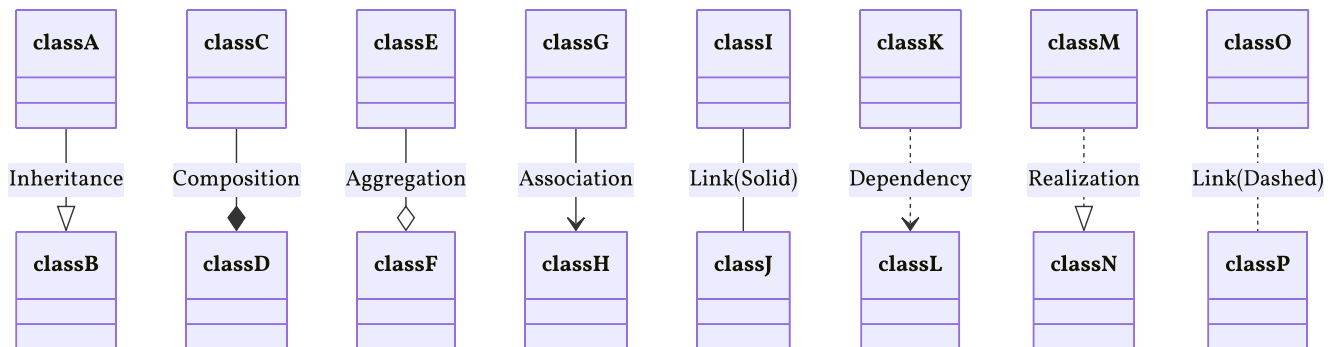 classA classC classE classG classI classK classM classO
Inheritance Composition Aggregation Association Link(Solid) Dependency Realization Link(Dashed)
classB classD classF classH classJ classL classN classP